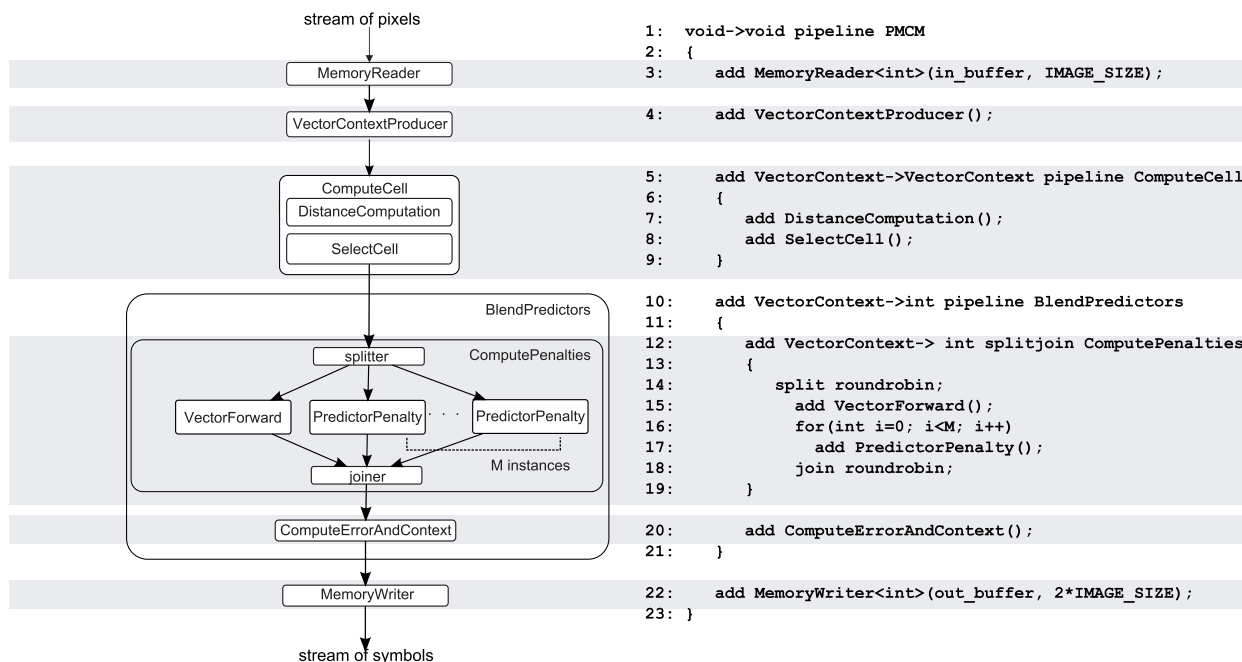 stream of pixels
MemoryReader
VectorContextProducer
ComputeCell
DistanceComputation
SelectCell
BlendPredictors
splitter
ComputePenalties
VectorForward
PredictorPenalty
. . .
PredictorPenalty
M instances
joiner
ComputeErrorAndContext
MemoryWriter
stream of symbols
1: void->void pipeline PMCM
2: {
3: add MemoryReader<int>(in_buffer, IMAGE_SIZE);
4: add VectorContextProducer();
5: add VectorContext->VectorContext pipeline ComputeCell
6: {
7: add DistanceComputation();
8: add SelectCell();
9: }
10: add VectorContext->int pipeline BlendPredictors
11: {
12: add VectorContext-> int splitjoin ComputePenalties
13: {
14: split roundrobin;
15: add VectorForward();
16: for(int i=0; i<M; i++)
17: add PredictorPenalty();
18: join roundrobin;
19: }
20: add ComputeErrorAndContext();
21: }
22: add MemoryWriter<int>(out_buffer, 2*IMAGE_SIZE);
23: }